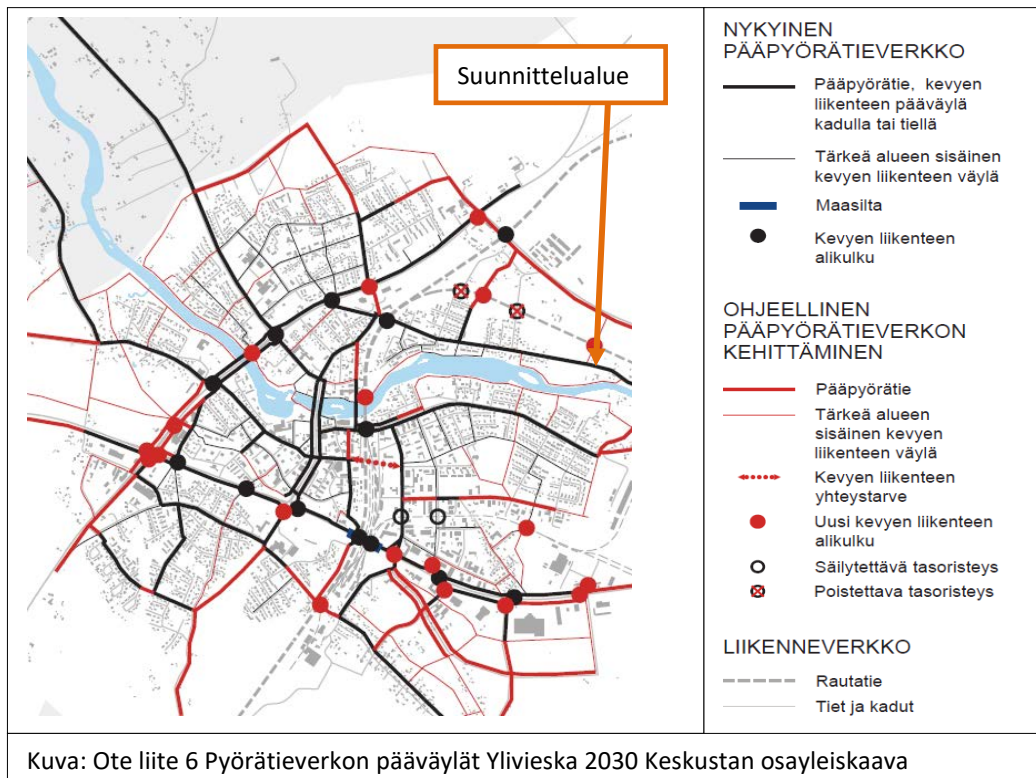 Suunnittelualue
NYKYINEN
PÄÄPYÖRÄTIEVERKKO
Pääpyörätie, kevyen
liikenteen pääväylä
kadulla tai tiellä
Tärkeä alueen sisäinen
kevyen liikenteen väylä
Maasilta
Kevyen liikenteen
alikulku
OHJEELLINEN
PÄÄPYÖRÄTIEVERKON
KEHITTÄMINEN
Pääpyörätie
Tärkeä alueen
sisäinen kevyen
liikenteen väylä
Kevyen liikenteen
yhteystarve
Uusi kevyen liikenteen
alikulku
Säilytettävä tasoristeys
Poistettava tasoristeys
LIIKENNEVERKKO
Rautatie
Tiet ja kadut
Kuva: Ote liite 6 Pyörätieverkon pääväylät Ylivieska 2030 Keskustan osayleiskaava